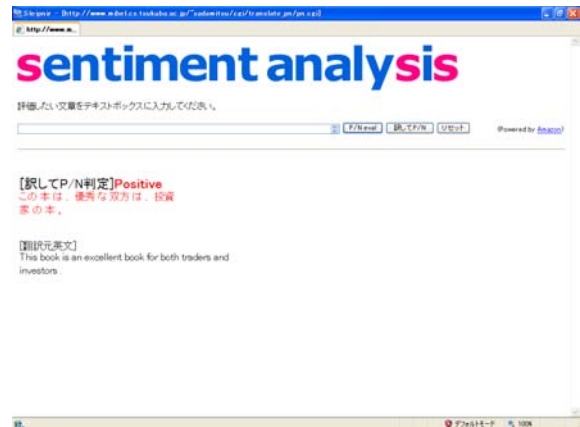 Sleipnir - [http://www.mibel.cs.tsukuba.ac.jp/~sadamitsu/cgi/translate_pn/pn.cgi]
http://www.m...
sentiment analysis
評価したい文章をテキストボックスに入力してください。
P/N eval 訳してP/N リセット (Powered by Amazon)
[訳してP/N判定]Positive
この本は、優秀な双方は、投資
家の本。
[翻訳元英文]
This book is an excellent book for both traders and
investors.
デフォルトモード 100%